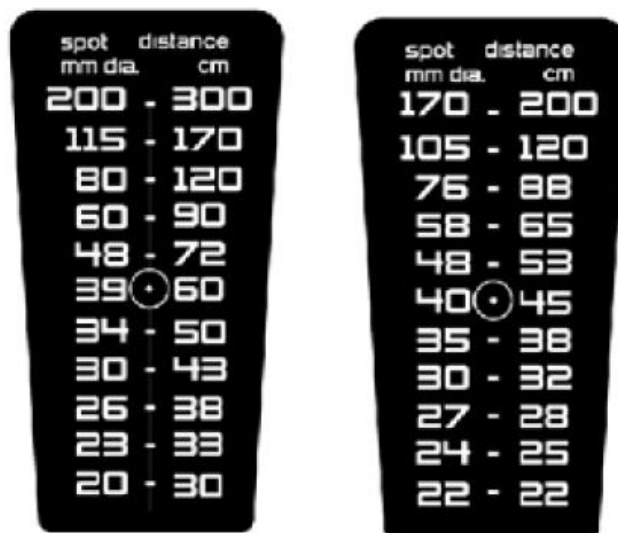 spot distance
mm dia. cm
200 - 300
115 - 170
80 - 120
60 - 90
48 - 72
39 60
34 - 50
30 - 43
26 - 38
23 - 33
20 - 30
spot distance
mm dia. cm
170 - 200
105 - 120
76 - 88
58 - 65
48 - 53
40 45
35 - 38
30 - 32
27 - 28
24 - 25
22 - 22